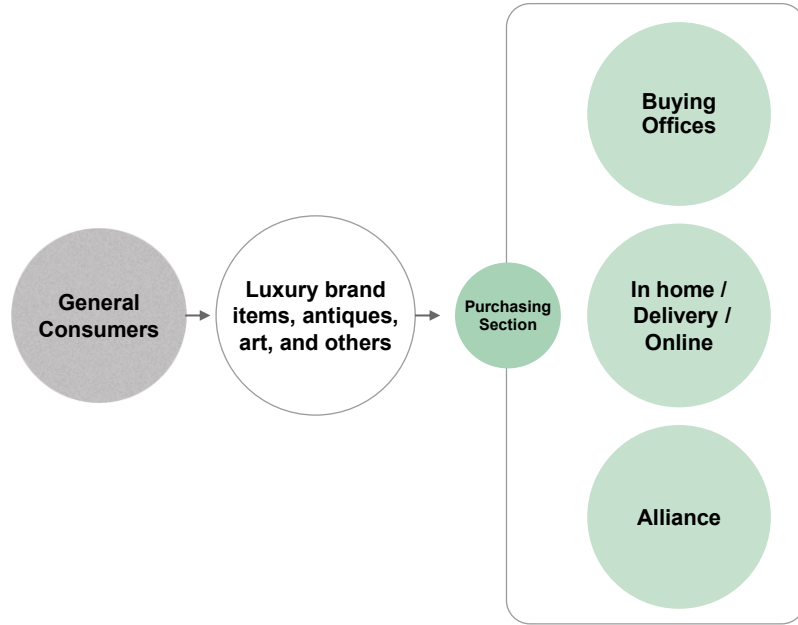 General
Consumers
Luxury brand
items, antiques,
art, and others
Purchasing
Section
Buying
Offices
In home /
Delivery /
Online
Alliance